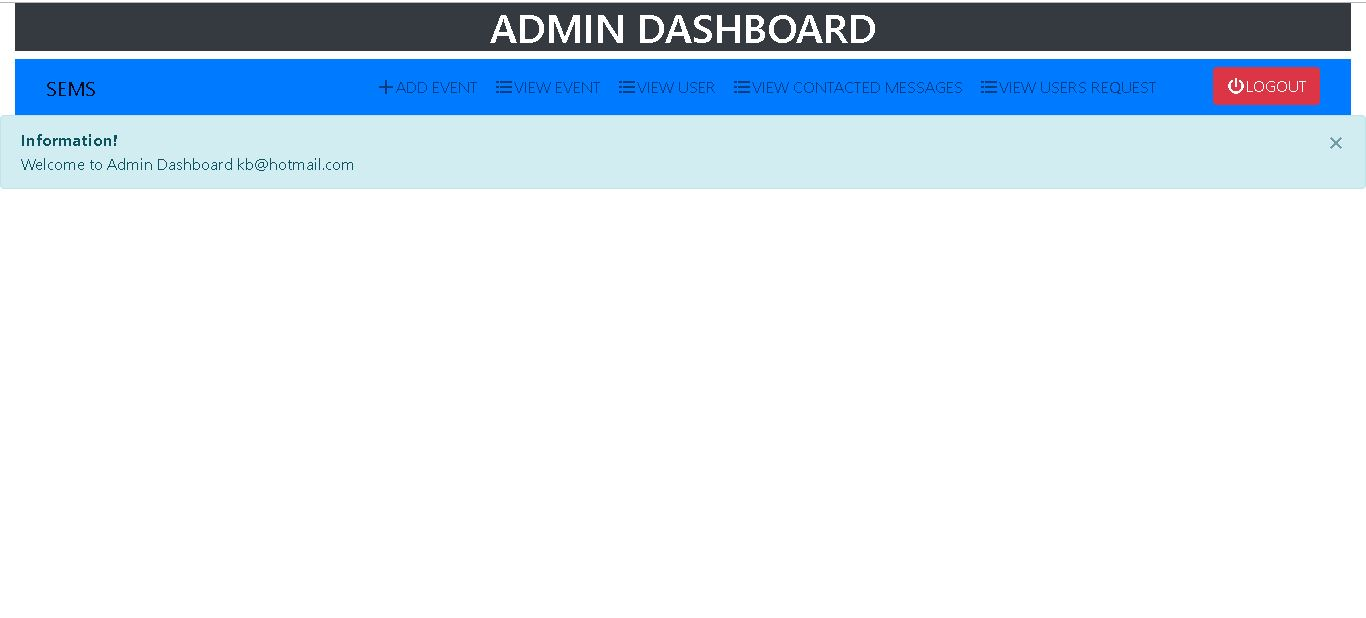 ADMIN DASHBOARD
SEMS ADD EVENT VIEW EVENT VIEW USER VIEW CONTACTED MESSAGES VIEW USERS REQUEST LOGOUT
Information!
Welcome to Admin Dashboard kb@hotmail.com